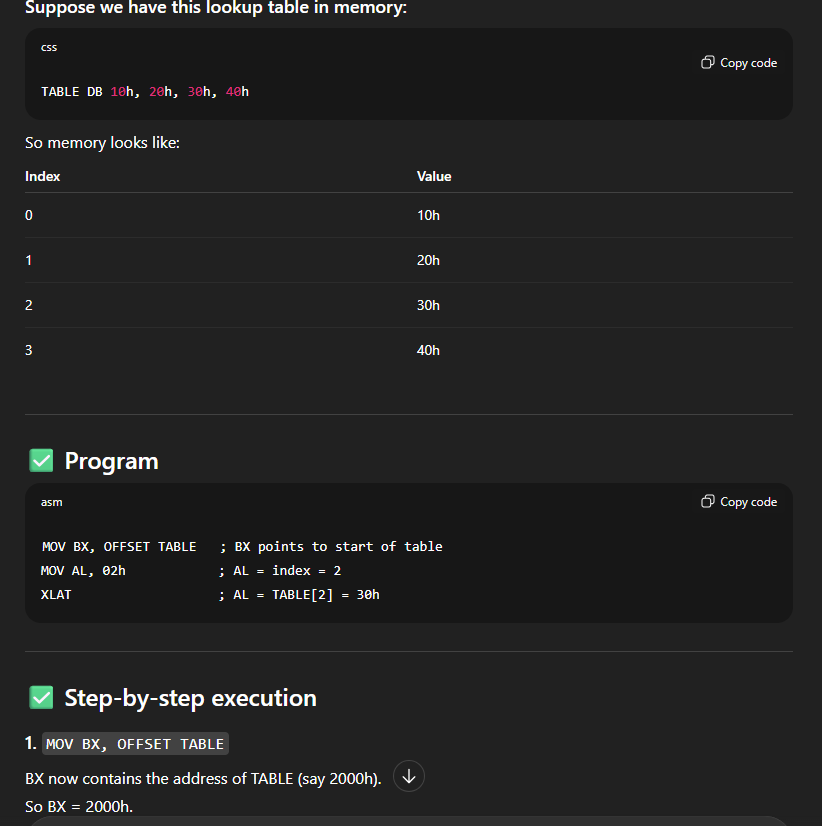 Suppose we have this lookup table in memory:
css
Copy code
TABLE DB 10h, 20h, 30h, 40h
So memory looks like:
Index Value
0 10h
1 20h
2 30h
3 40h
✅ Program
asm
Copy code
MOV BX, OFFSET TABLE   ; BX points to start of table
MOV AL, 02h            ; AL = index = 2
XLAT                   ; AL = TABLE[2] = 30h
✅ Step-by-step execution
1. MOV BX, OFFSET TABLE
BX now contains the address of TABLE (say 2000h).
So BX = 2000h.